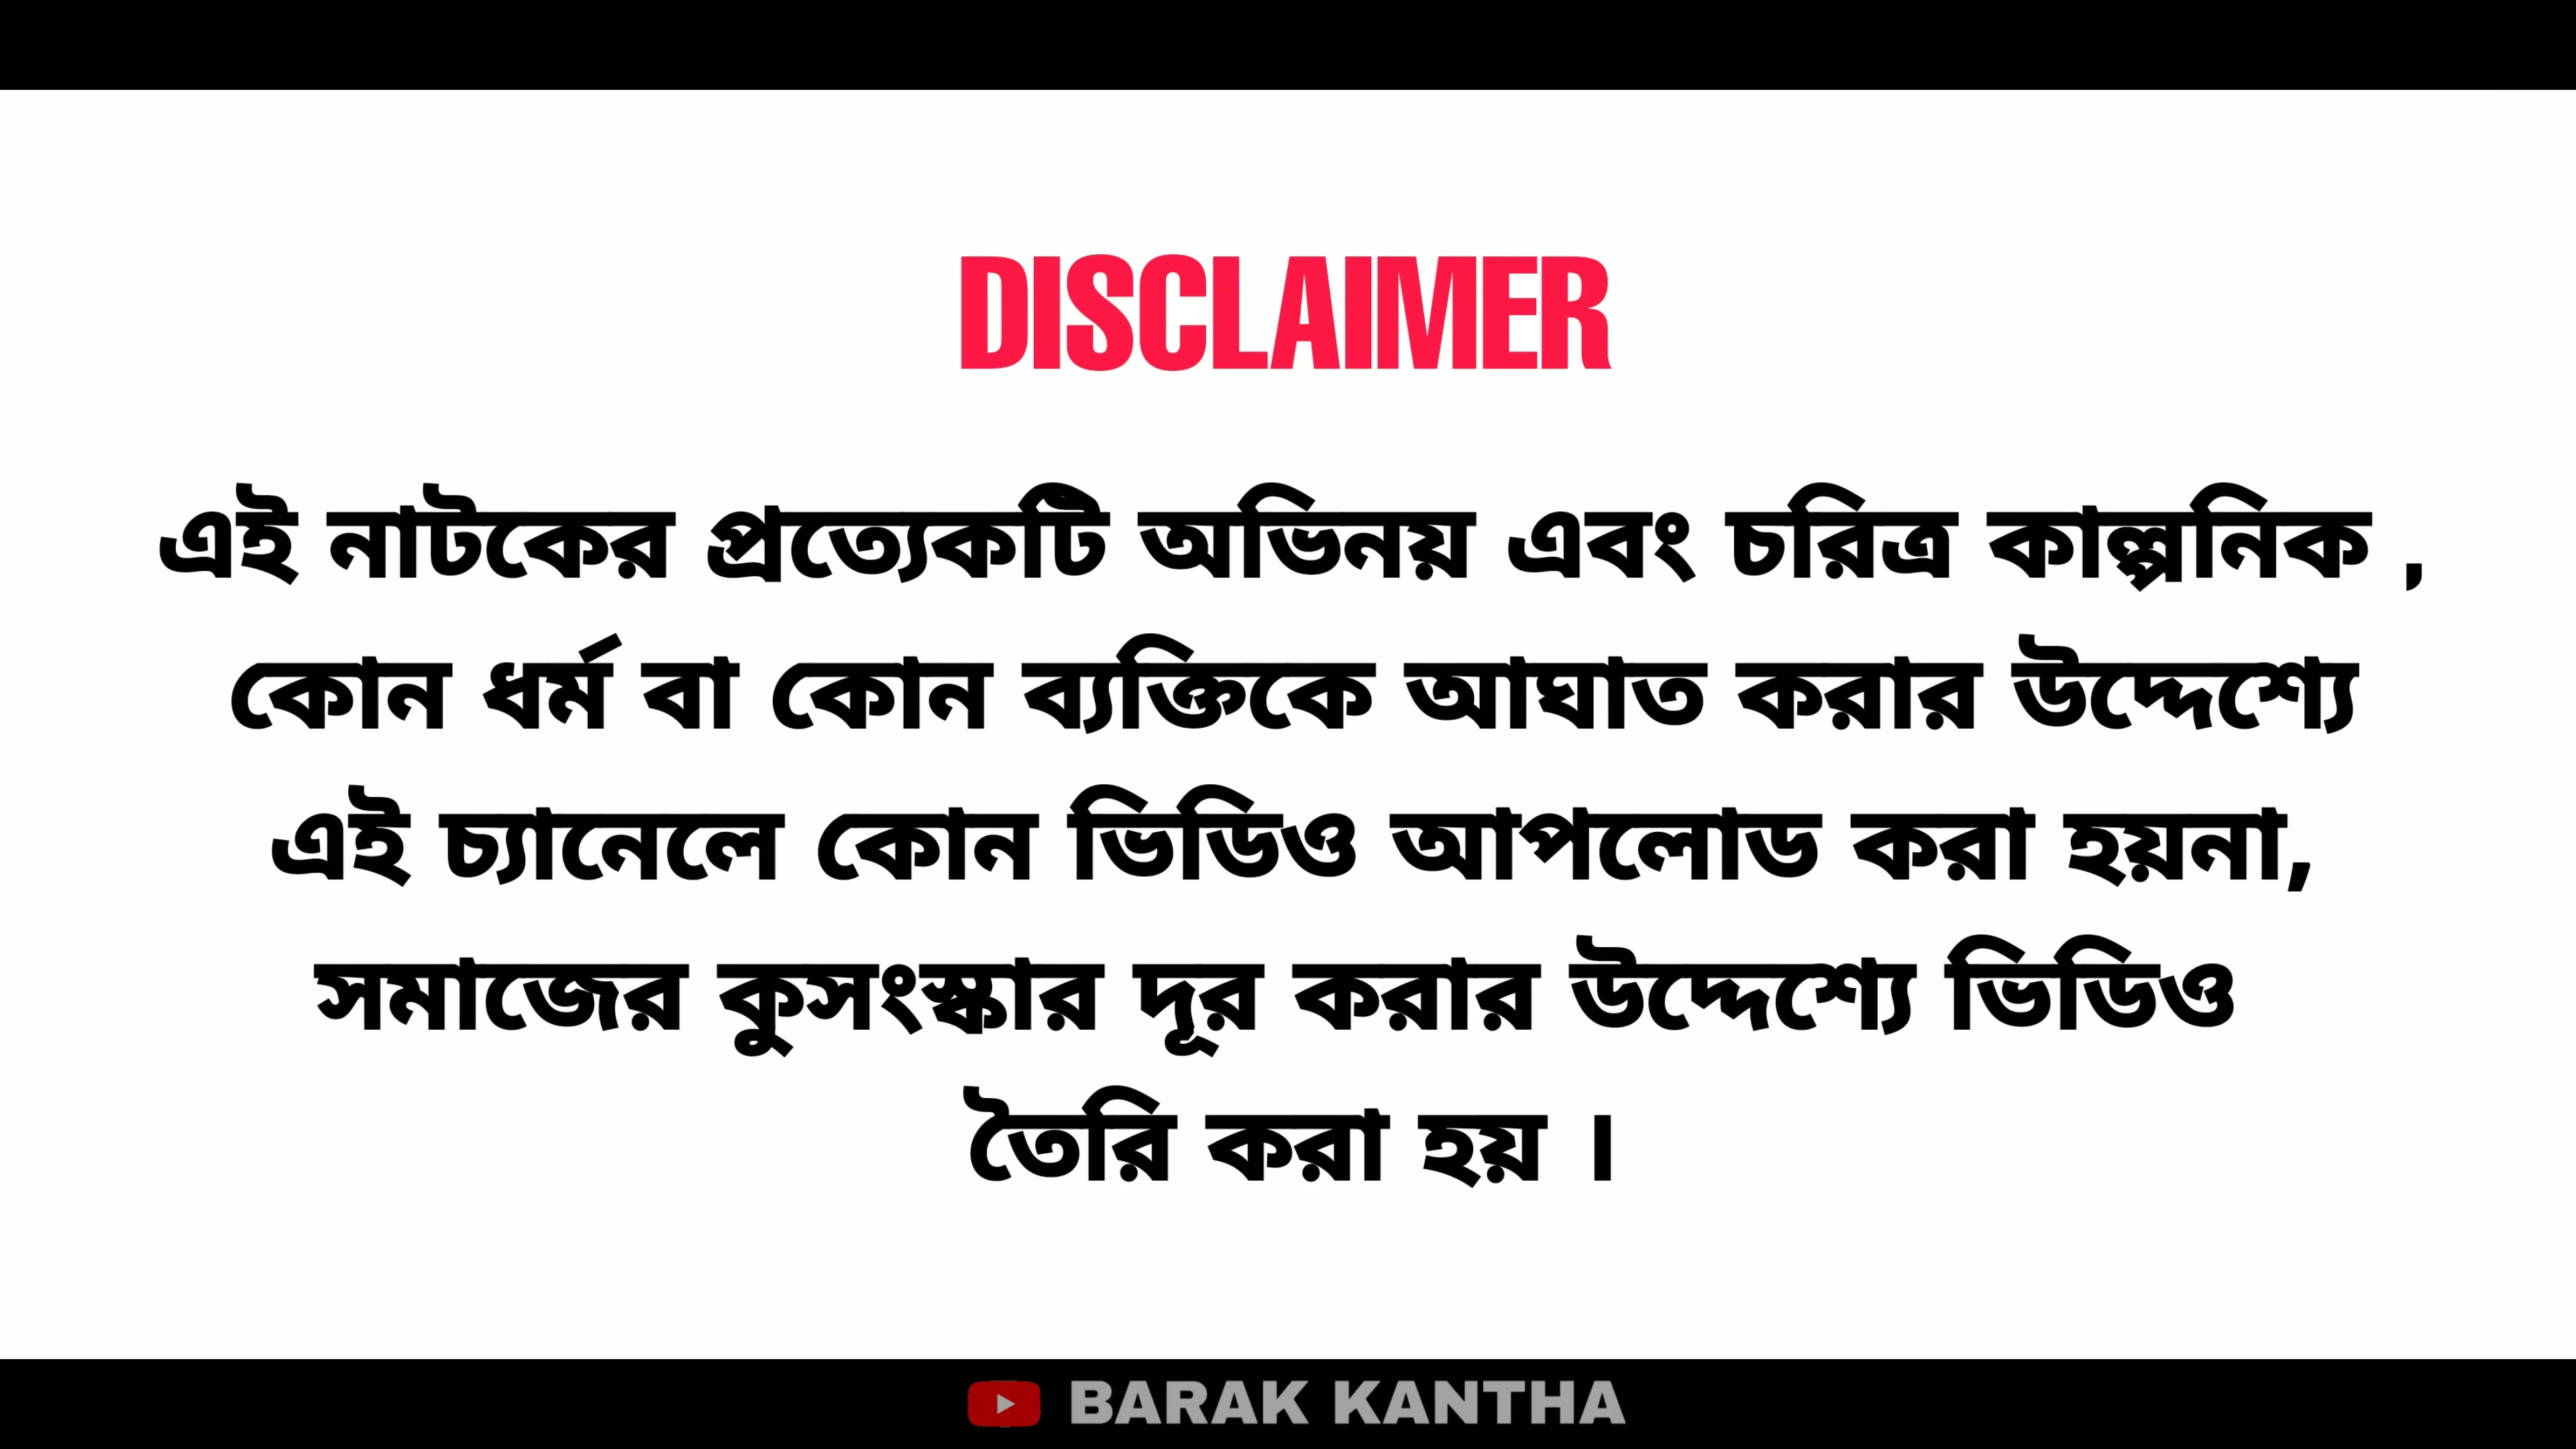 DISCLAIMER
এই নাটকের প্রত্যেকটি অভিনয় এবং চরিত্র কাল্পনিক ,
কোন ধর্ম বা কোন ব্যক্তিকে আঘাত করার উদ্দেশ্যে
এই চ্যানেলে কোন ভিডিও আপলোড করা হয়না,
সমাজের কুসংস্কার দূর করার উদ্দেশ্যে ভিডিও
তৈরি করা হয় ।
BARAK KANTHA